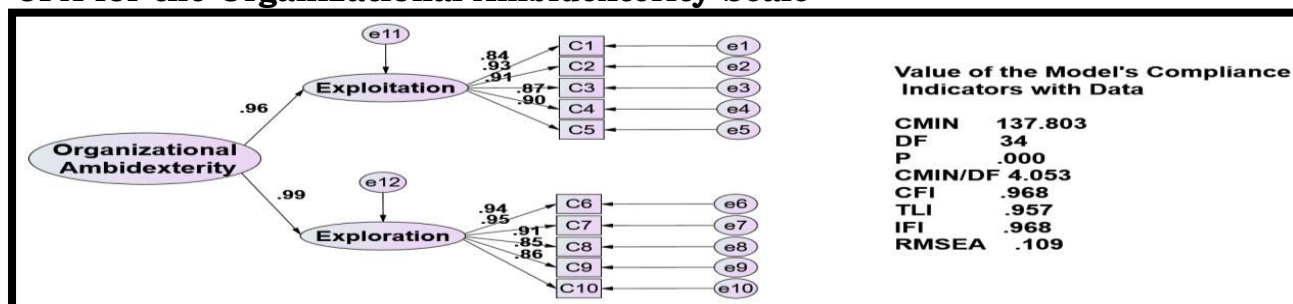 CFA for the Organizational Ambidexterity Scale
e11
.84
.93
.91
.87
.90
C1
C2
C3
C4
C5
e1
e2
e3
e4
e5
Exploitation
.96
Organizational
Ambidexterity
.99
e12
Exploration
.94
.95
.91
.85
.86
C6
C7
C8
C9
C10
e6
e7
e8
e9
e10
Value of the Model's Compliance
Indicators with Data
CMIN 137.803
DF 34
P .000
CMIN/DF 4.053
CFI .968
TLI .957
IFI .968
RMSEA .109